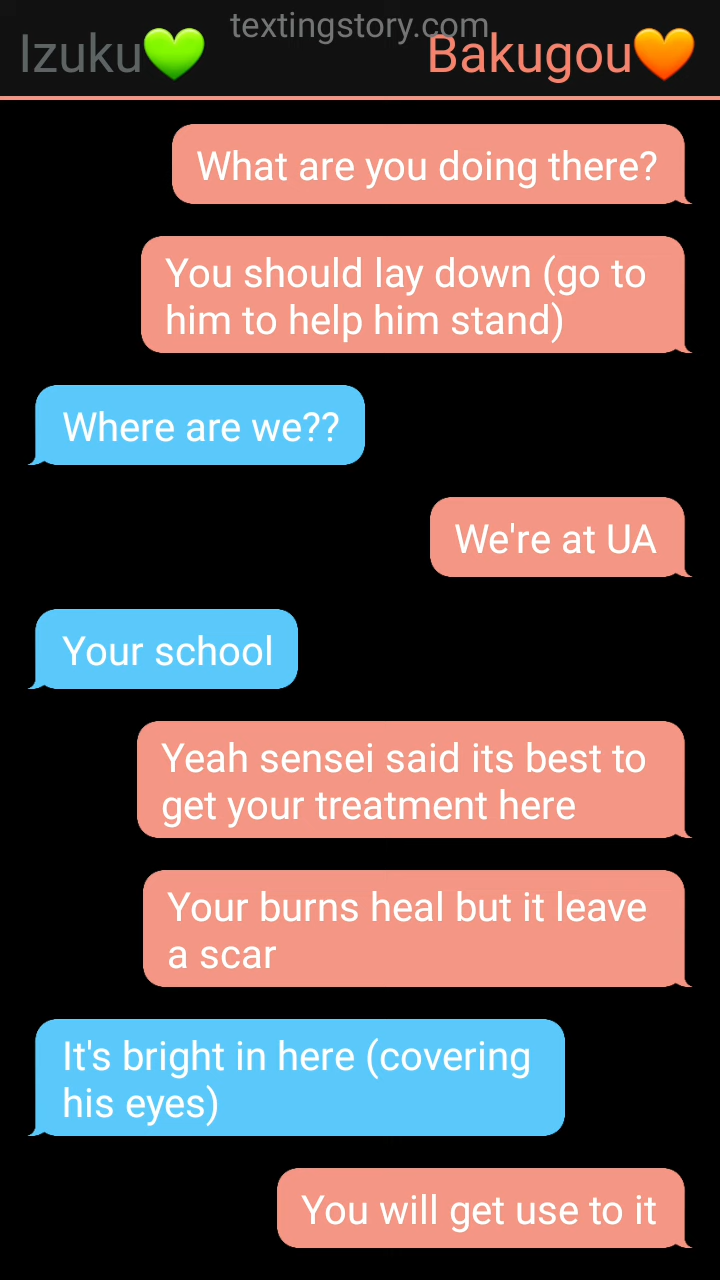 textingstory.com
Izuku💚 Bakugou🧡
What are you doing there?
You should lay down (go to
him to help him stand)
Where are we??
We're at UA
Your school
Yeah sensei said its best to
get your treatment here
Your burns heal but it leave
a scar
It's bright in here (covering
his eyes)
You will get use to it